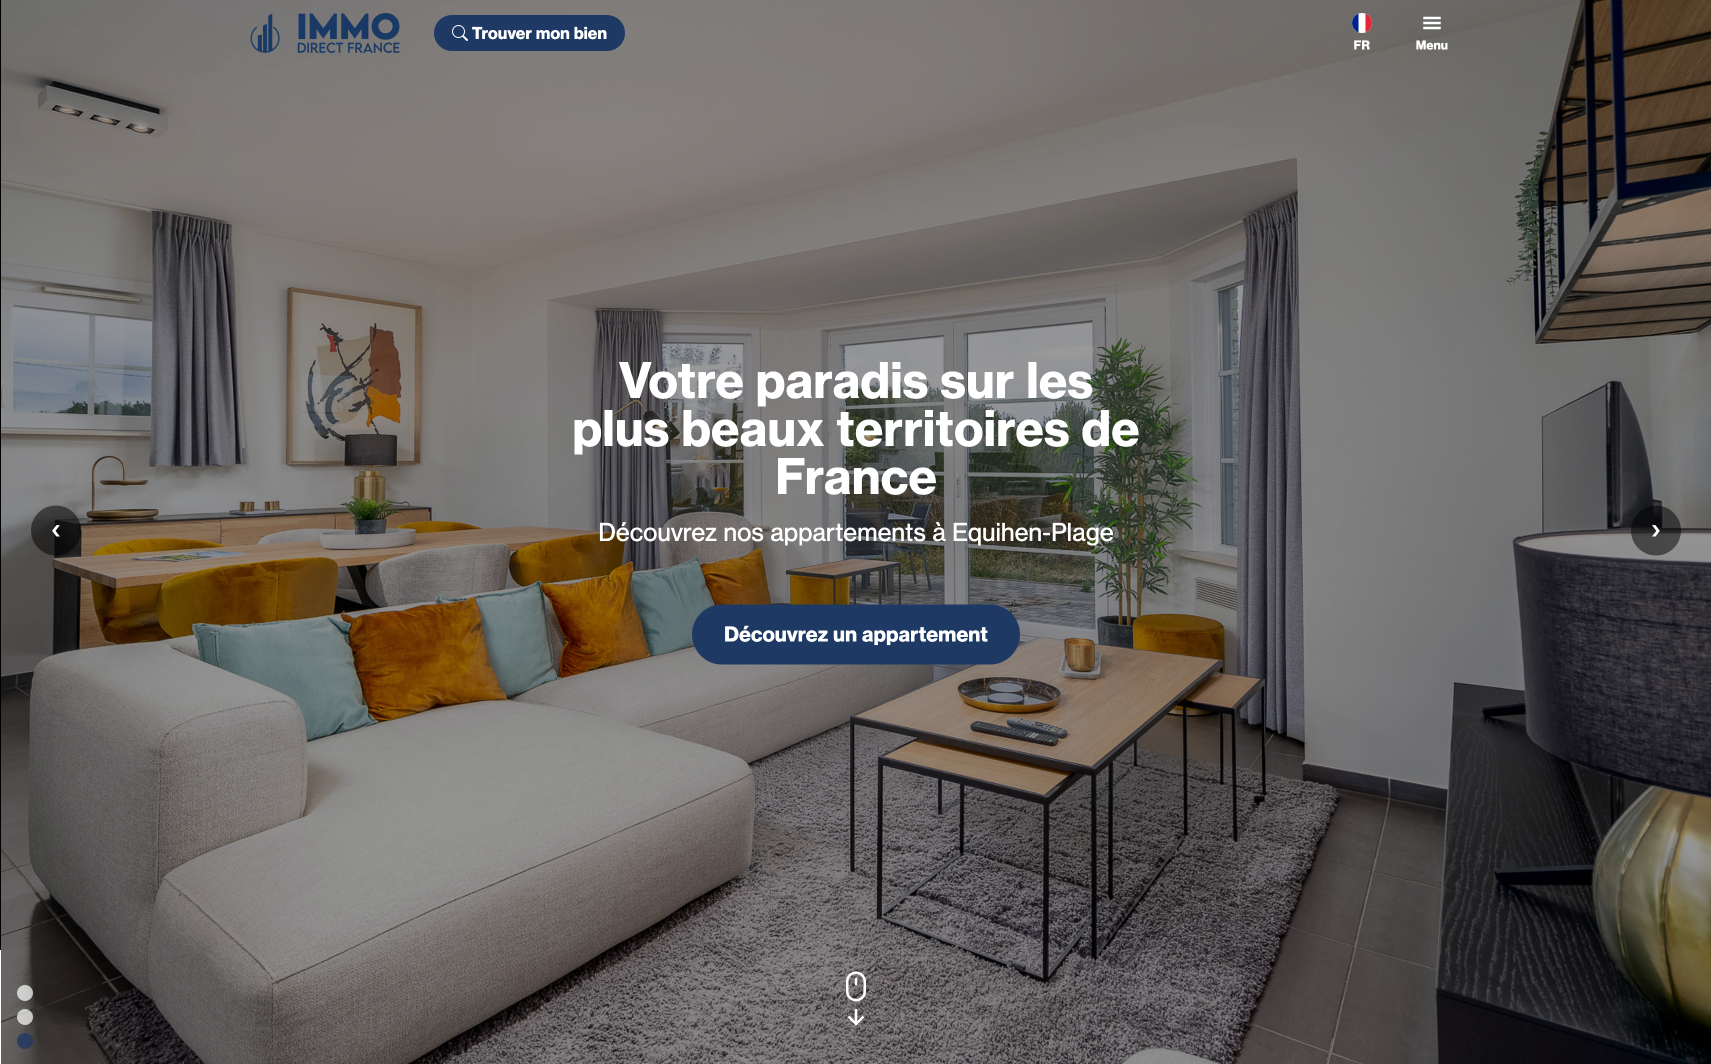 IMMO
DIRECT FRANCE
Trouver mon bien
FR
Menu
Votre paradis sur les
plus beaux territoires de
France
Découvrez nos appartements à Equihen-Plage
Découvrez un appartement